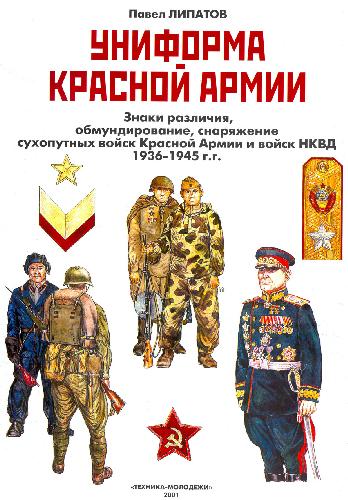 Павел ЛИПАТОВ
УНИФОРМА
КРАСНОЙ АРМИИ
Знаки различия,
обмундирование, снаряжение
сухопутных войск Красной Армии и войск НКВД
1936-1945 г.г.
«ТЕХНИКА-МОЛОДЕЖИ»
2001